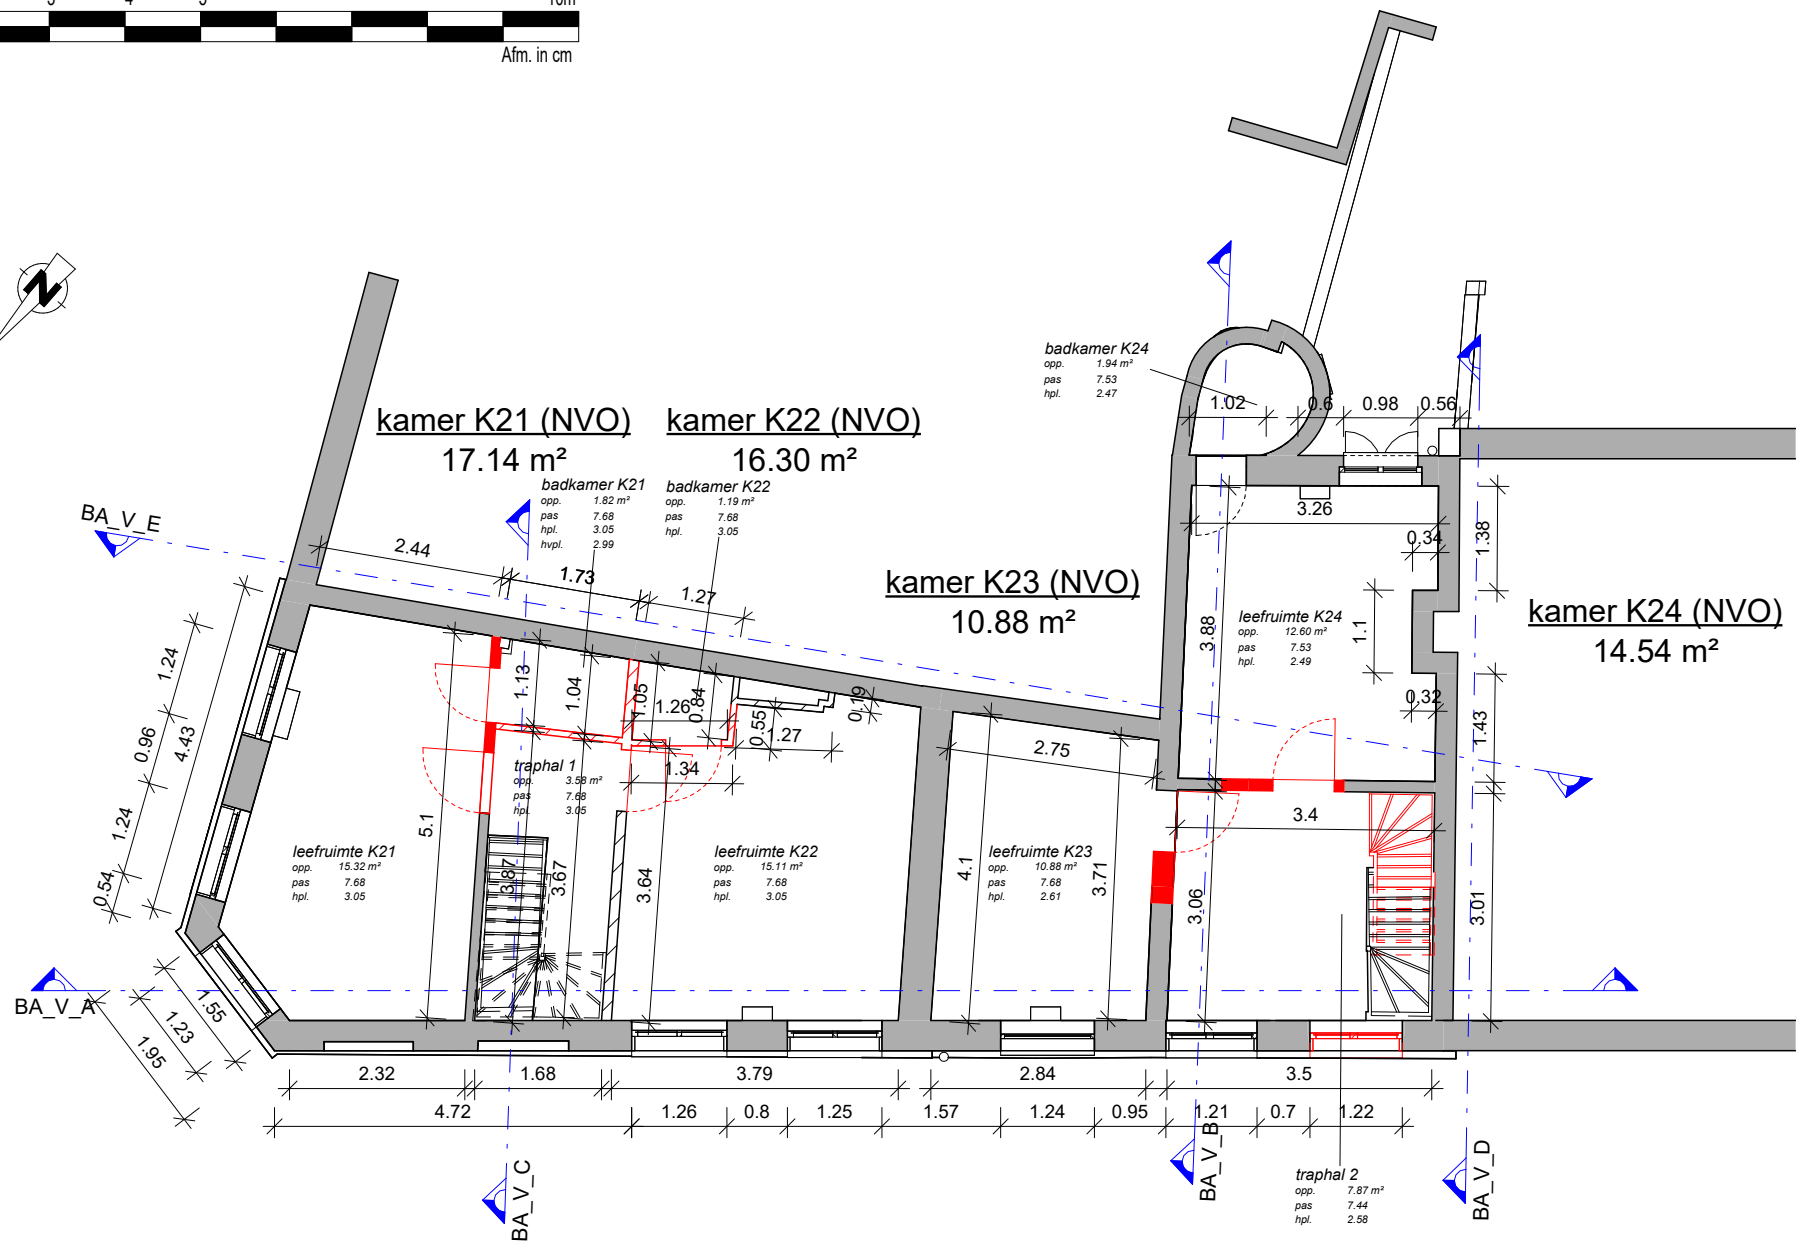 10m
Afm. in cm
N
kamer K21 (NVO)
17.14 m²
kamer K22 (NVO)
16.30 m²
kamer K23 (NVO)
10.88 m²
kamer K24 (NVO)
14.54 m²
badkamer K21
opp. 1.82 m²
pas 7.68
hpl. 3.05
hvpl. 2.99
badkamer K22
opp. 1.19 m²
pas 7.68
hpl. 3.05
badkamer K24
opp. 1.94 m²
pas 7.53
hpl. 2.47
leefruimte K24
opp. 12.60 m²
pas 7.53
hpl. 2.49
traphal 1
opp. 3.58 m²
pas 7.68
hpl. 3.05
leefruimte K21
opp. 15.32 m²
pas 7.68
hpl. 3.05
leefruimte K22
opp. 15.11 m²
pas 7.68
hpl. 3.05
leefruimte K23
opp. 10.88 m²
pas 7.68
hpl. 2.61
traphal 2
opp. 7.87 m²
pas 7.44
hpl. 2.58
BA_V_E
BA_V_A
BA_V_C
BA_V_B
BA_V_D
2.44
1.73
1.27
1.02
0.6
0.98
0.56
3.26
0.34
1.38
3.88
1.1
0.32
1.43
1.24
0.96
4.43
1.24
0.54
5.1
1.13
1.04
1.05
1.26
0.84
0.55
1.27
0.19
1.34
2.75
3.87
3.67
3.64
4.1
3.71
3.4
3.06
3.01
1.55
1.23
1.95
2.32
1.68
3.79
2.84
3.5
4.72
1.26
0.8
1.25
1.57
1.24
0.95
1.21
0.7
1.22